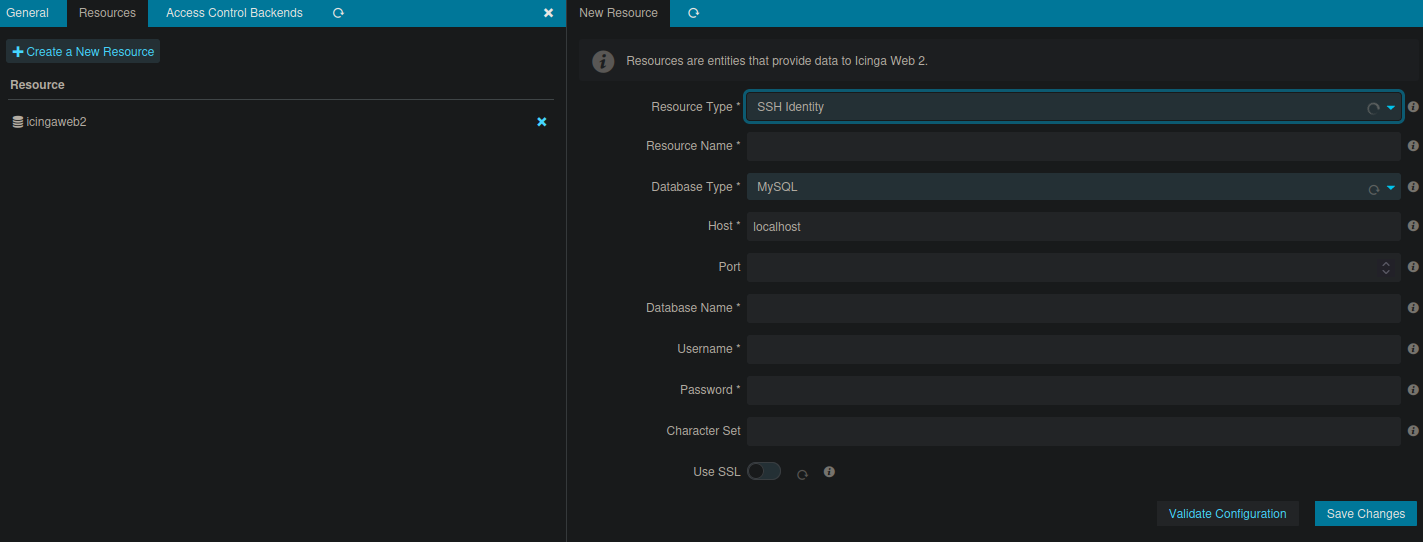 General Resources Access Control Backends
Create a New Resource
Resource
icingaweb2
New Resource
Resources are entities that provide data to Icinga Web 2.
Resource Type * SSH Identity
Resource Name *
Database Type * MySQL
Host * localhost
Port
Database Name *
Username *
Password *
Character Set
Use SSL
Validate Configuration Save Changes